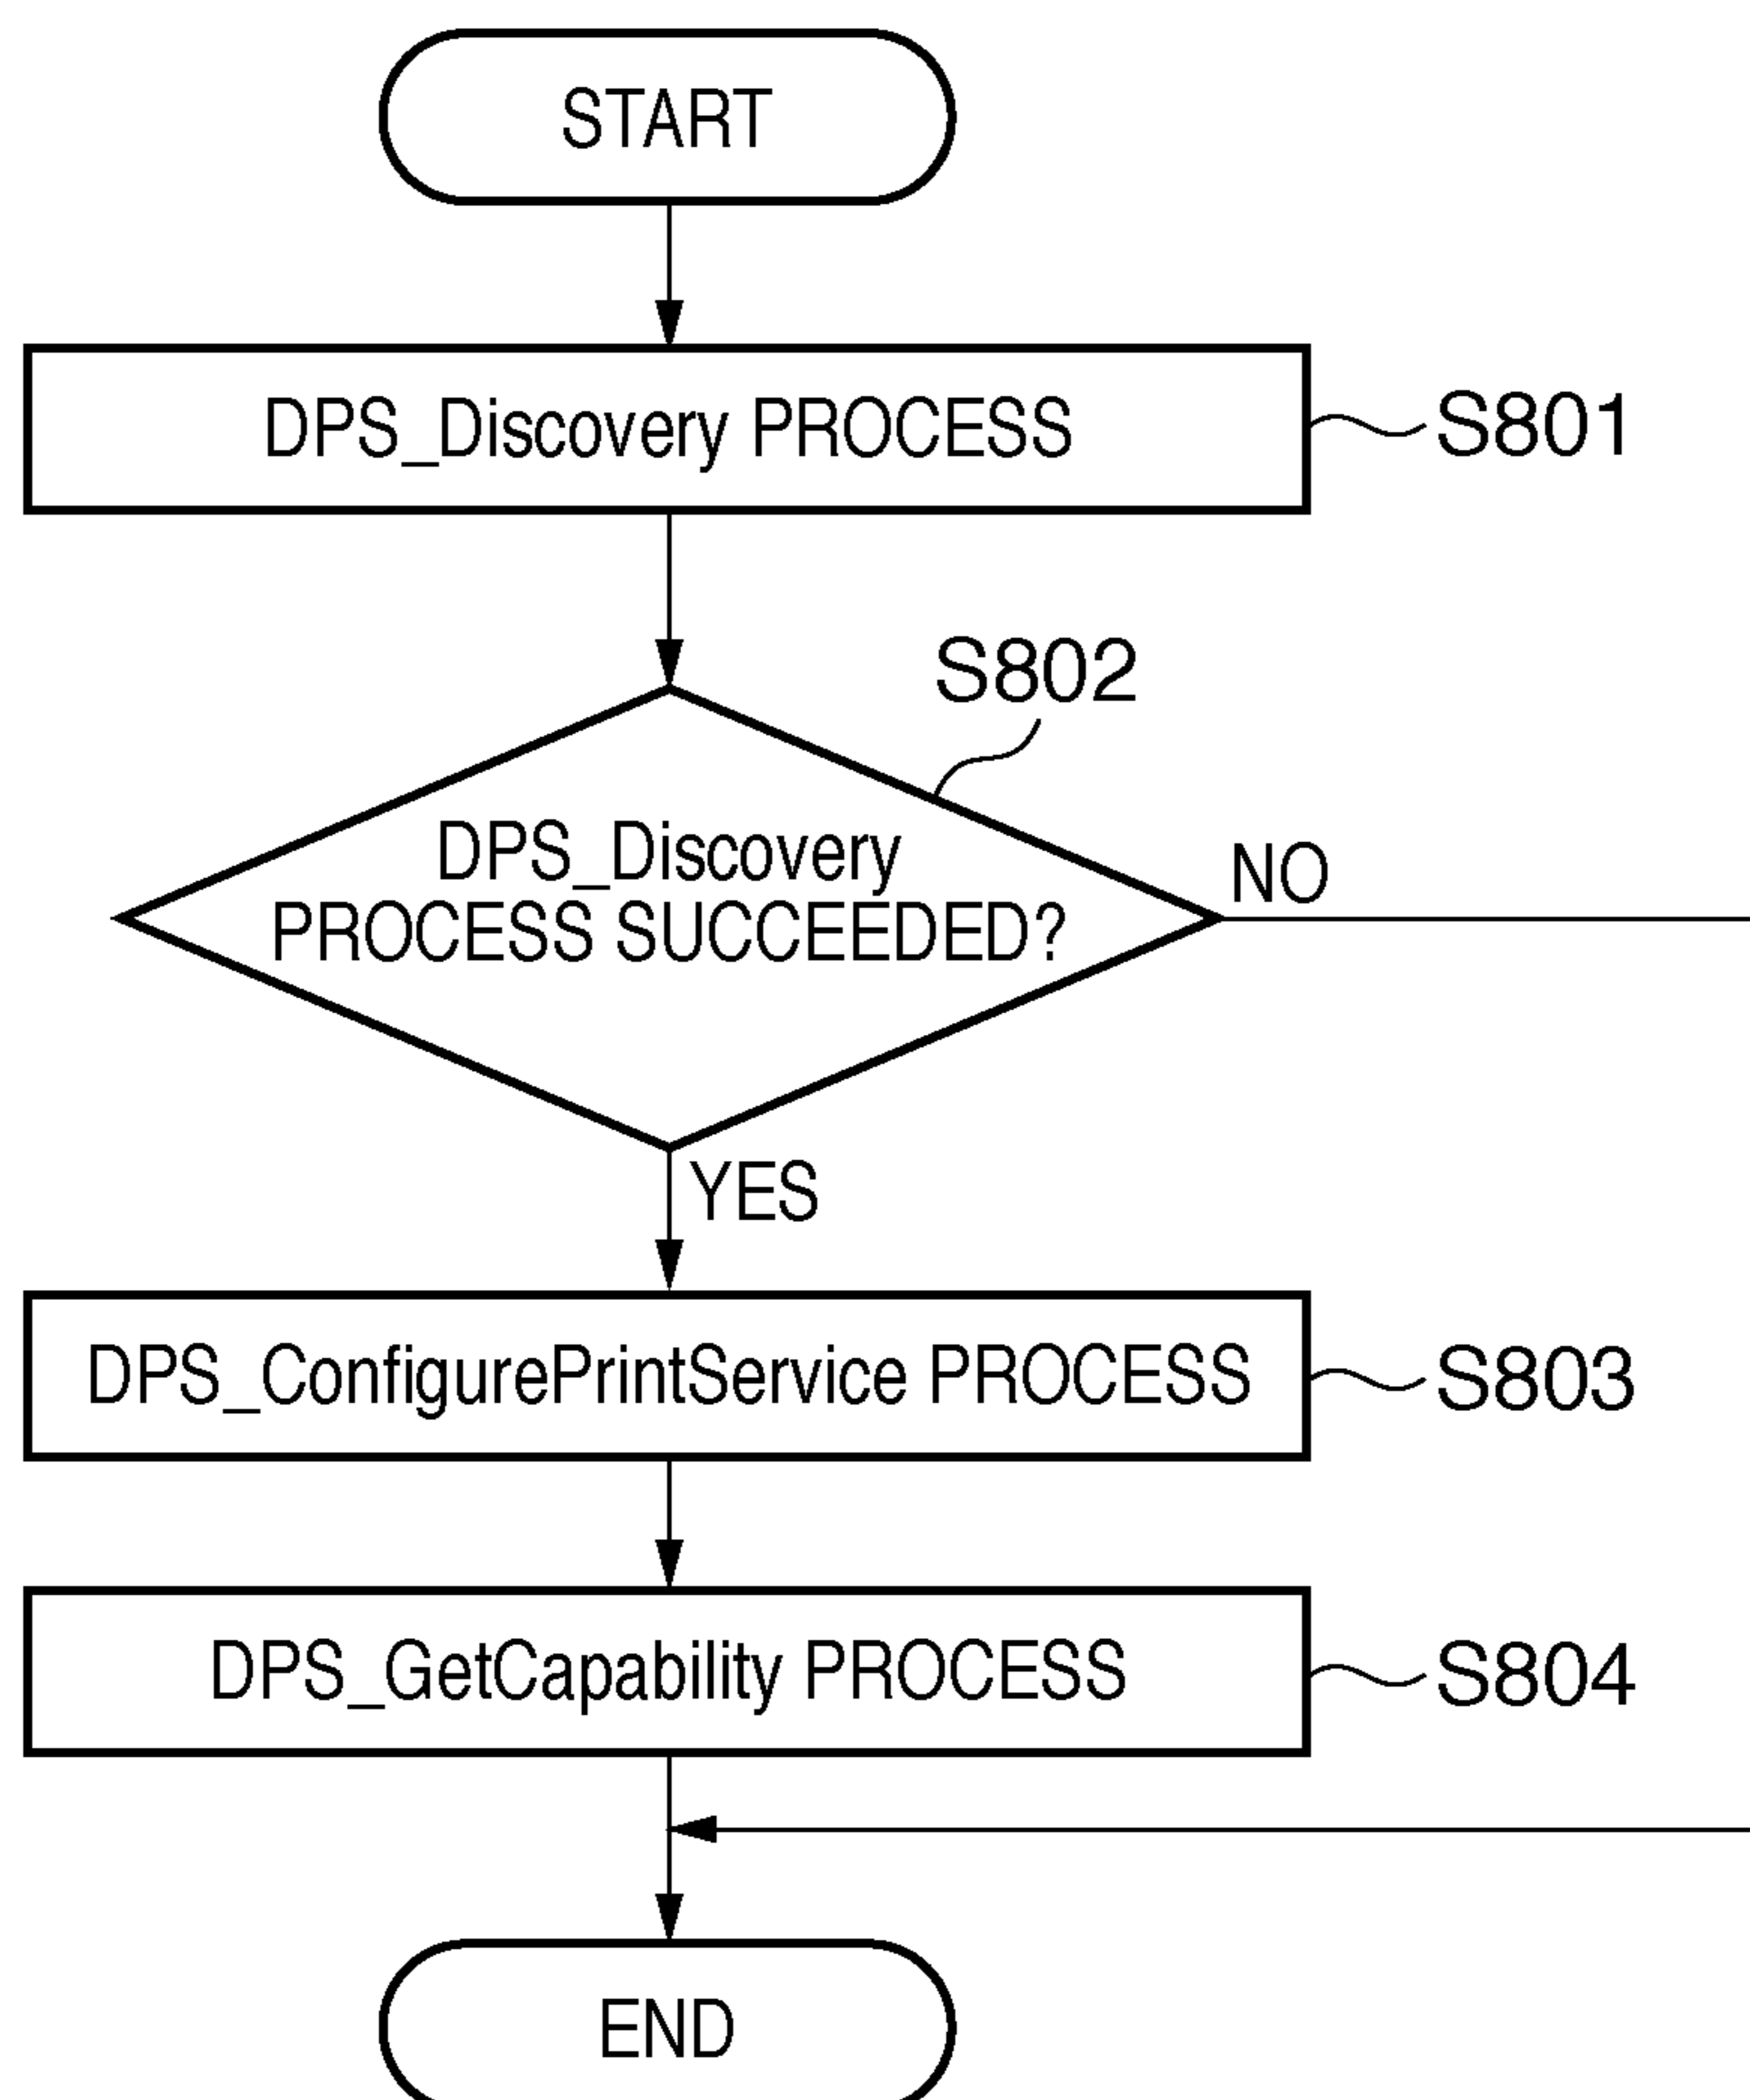 START
DPS_Discovery PROCESS
S801
S802
DPS_Discovery
PROCESS SUCCEEDED?
NO
YES
DPS_ConfigurePrintService PROCESS
S803
DPS_GetCapability PROCESS
S804
END